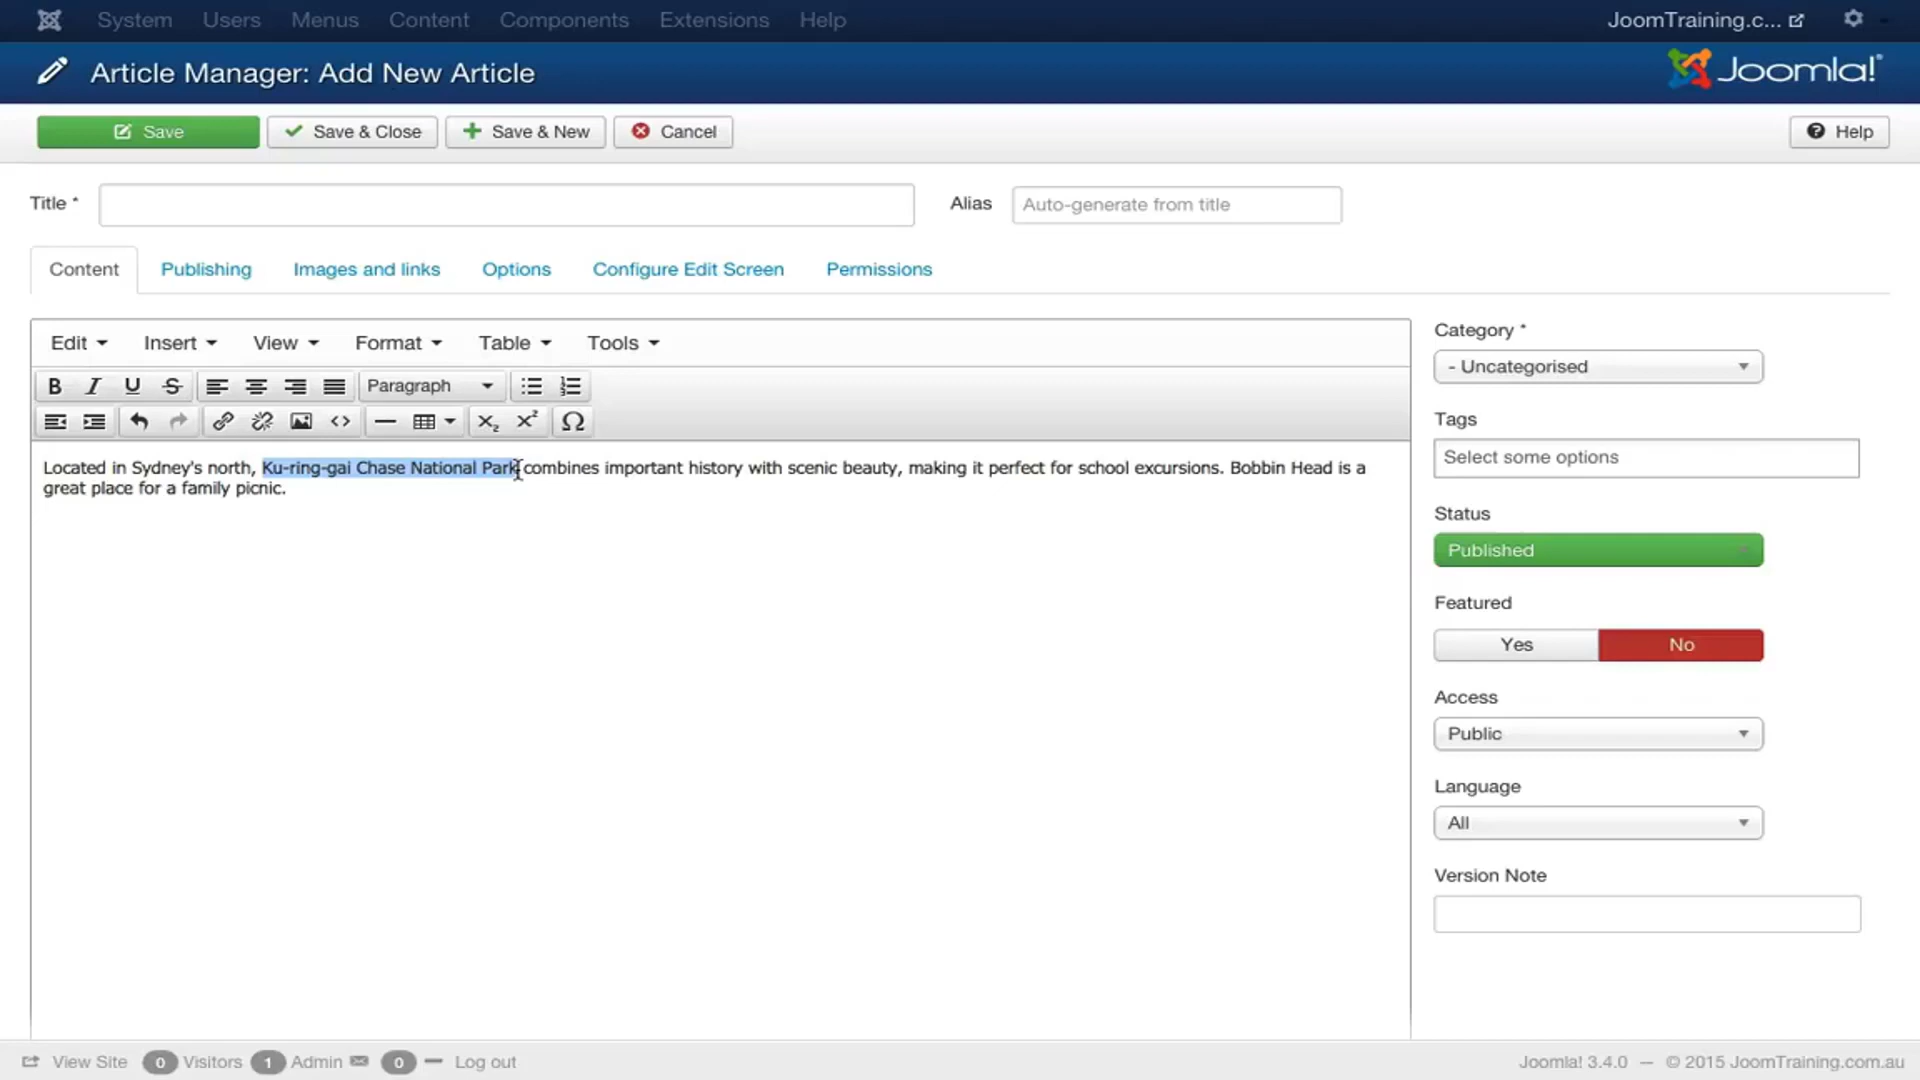 System Users Menus Content Components Extensions Help JoomTraining.c...
Article Manager: Add New Article Joomla!®
Save Save & Close Save & New Cancel Help
Title * Alias Auto-generate from title
Content Publishing Images and links Options Configure Edit Screen Permissions
Edit Insert View Format Table Tools
B I U S Paragraph
X₂ X² Ω
Located in Sydney's north, Ku-ring-gai Chase National Park combines important history with scenic beauty, making it perfect for school excursions. Bobbin Head is a
great place for a family picnic.
Category *
- Uncategorised
Tags
Select some options
Status
Published
Featured
Yes No
Access
Public
Language
All
Version Note
View Site 0 Visitors 1 Admin 0 Log out Joomla! 3.4.0 — © 2015 JoomTraining.com.au